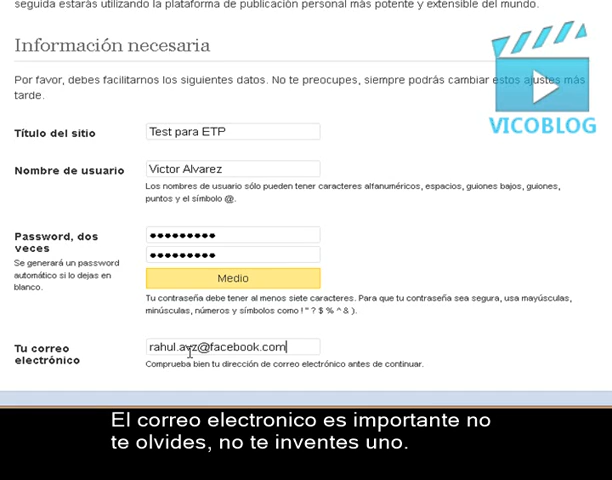 seguida estarás utilizando la plataforma de publicación personal más potente y extensible del mundo.
Información necesaria
Por favor, debes facilitarnos los siguientes datos. No te preocupes, siempre podrás cambiar estos ajustes más
tarde.
VICOBLOG
Título del sitio
Test para ETP
Nombre de usuario
Victor Alvarez
Los nombres de usuario sólo pueden tener caracteres alfanuméricos, espacios, guiones bajos, guiones,
puntos y el símbolo @.
Password, dos
veces
Se generará un password
automático si lo dejas en
blanco.
Medio
Tu contraseña debe tener al menos siete caracteres. Para que tu contraseña sea segura, usa mayúsculas,
minúsculas, números y símbolos como ! " ? $ % ^ & ).
Tu correo
electrónico
rahul.avz@facebook.com
Comprueba bien tu dirección de correo electrónico antes de continuar.
El correo electronico es importante no
te olvides, no te inventes uno.